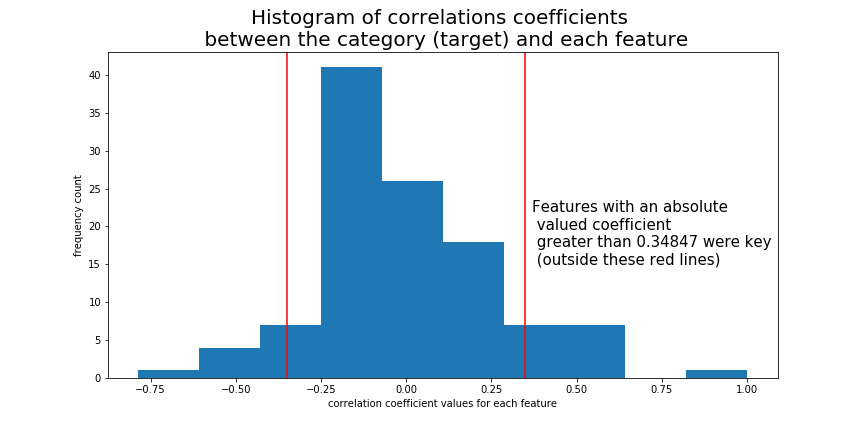 Histogram of correlations coefficients
between the category (target) and each feature
40
35
30
25
20
15
10
5
0
frequency count
Features with an absolute
valued coefficient
greater than 0.34847 were key
(outside these red lines)
−0.75 −0.50 −0.25 0.00 0.25 0.50 0.75 1.00
correlation coefficient values for each feature